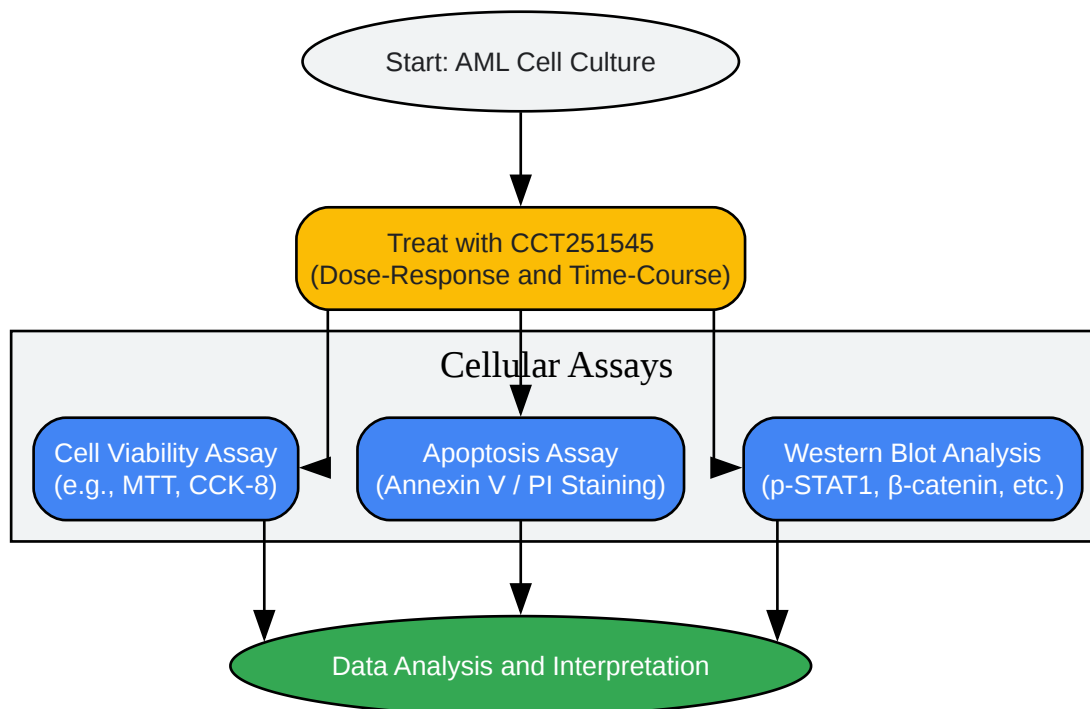 Start: AML Cell Culture
Treat with CCT251545
(Dose-Response and Time-Course)
Cellular Assays
Cell Viability Assay
(e.g., MTT, CCK-8)
Apoptosis Assay
(Annexin V / PI Staining)
Western Blot Analysis
(p-STAT1, β-catenin, etc.)
Data Analysis and Interpretation